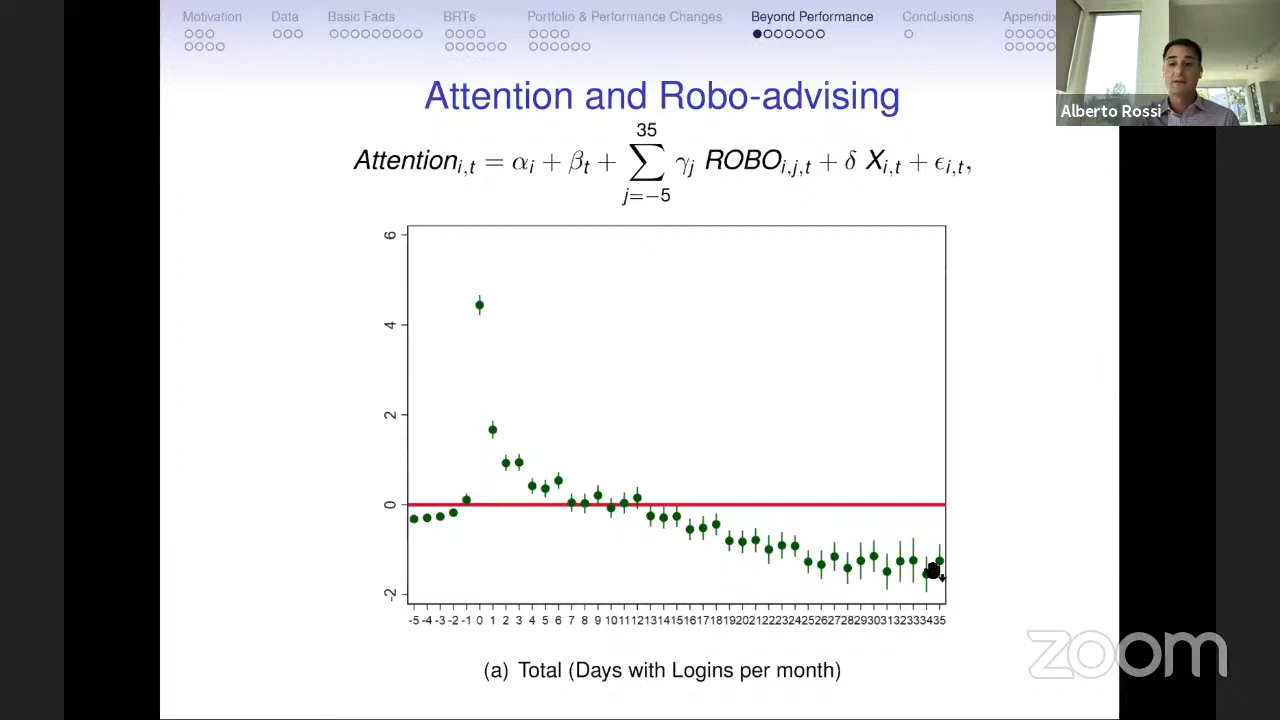 Motivation Data Basic Facts BRTs Portfolio & Performance Changes Beyond Performance Conclusions Appendix
Alberto Rossi
Attention and Robo-advising
Attention_{i,t} = α_i + β_t + \sum_{j=-5}^{35} γ_j ROBO_{i,j,t} + δ X_{i,t} + ϵ_{i,t},
6
4
2
0
-2
-5 -4 -3 -2 -1 0 1 2 3 4 5 6 7 8 9 10 11 12 13 14 15 16 17 18 19 20 21 22 23 24 25 26 27 28 29 30 31 32 33 34 35
(a) Total (Days with Logins per month)
zoom